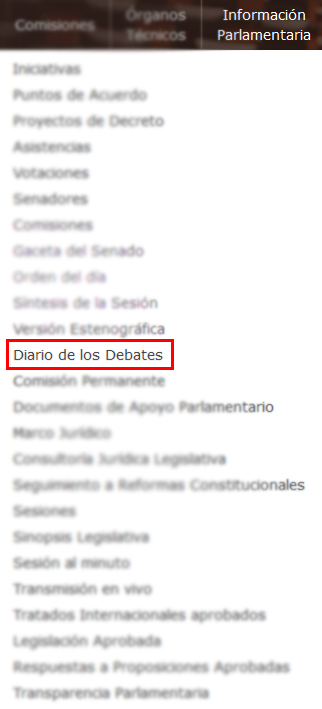 Comisiones
Órganos
Técnicos
Información
Parlamentaria
Iniciativas
Puntos de Acuerdo
Proyectos de Decreto
Asistencias
Votaciones
Senadores
Comisiones
Gaceta del Senado
Orden del día
Síntesis de la Sesión
Versión Estenográfica
Diario de los Debates
Comisión Permanente
Documentos de Apoyo Parlamentario
Marco Jurídico
Consultoría Jurídica Legislativa
Seguimiento a Reformas Constitucionales
Sesiones
Sinopsis Legislativa
Sesión al minuto
Transmisión en vivo
Tratados Internacionales aprobados
Legislación Aprobada
Respuestas a Proposiciones Aprobadas
Transparencia Parlamentaria